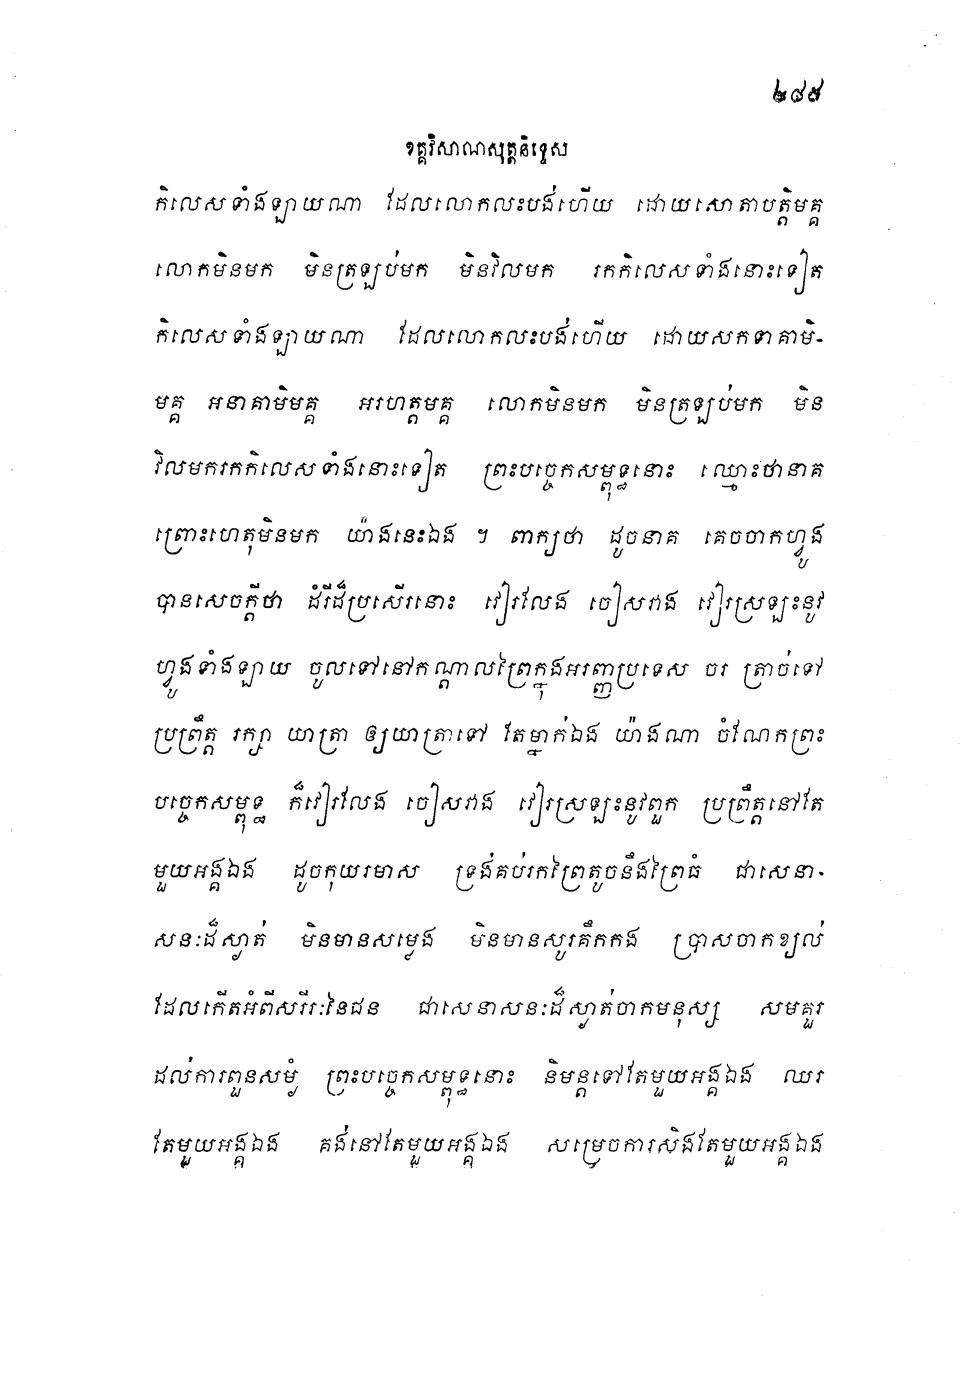 ២៨៩
ខគ្គវិសាណសុត្តនិទ្ទេស
កិលេសទាំងឡាយណា ដែលលោកលះបង់ហើយ ដោយសោតាបត្តិមគ្គ
លោកមិនមក មិនត្រឡប់មក មិនវិលមក រកកិលេសទាំងនោះទៀត
កិលេសទាំងឡាយណា ដែលលោកលះបង់ហើយ ដោយសកទាគាមិ-
មគ្គ អនាគាមិមគ្គ អរហត្តមគ្គ លោកមិនមក មិនត្រឡប់មក មិន
វិលមករកកិលេសទាំងនោះទៀត ព្រះបច្ចេកសម្ពុទ្ធនោះ ឈ្មោះថានាគ
ព្រោះហេតុមិនមក យ៉ាងនេះឯង ។ ពាក្យថា ដូចនាគ គេចចាកហ្វូង
បានសេចក្តីថា ដំរីដ៏ប្រសើរនោះ វៀរលែង ចៀសវាង វៀរស្រឡះនូវ
ហ្វូងទាំងឡាយ ចូលទៅនៅកណ្តាលព្រៃក្នុងអរញ្ញប្រទេស ចរ ត្រាច់ទៅ
ប្រព្រឹត្ត រក្សា យាត្រា ឲ្យយាត្រាទៅ តែម្នាក់ឯង យ៉ាងណា ចំណែកព្រះ
បច្ចេកសម្ពុទ្ធ ក៏វៀរលែង ចៀសវាង វៀរស្រឡះនូវពួក ប្រព្រឹត្តនៅតែ
មួយអង្គឯង ដូចកុយរមាស ទ្រង់គប់រកព្រៃតូចនឹងព្រៃធំ ជាសេនា-
សនៈដ៏ស្ងាត់ មិនមានសម្លេង មិនមានសូរគឹកកង ប្រាសចាកខ្យល់
ដែលកើតអំពីសរីរៈនៃជន ជាសេនាសនៈដ៏ស្ងាត់ចាកមនុស្ស សមគួរ
ដល់ការពួនសម្ងំ ព្រះបច្ចេកសម្ពុទ្ធនោះ និមន្តទៅតែមួយអង្គឯង ឈរ
តែមួយអង្គឯង គង់នៅតែមួយអង្គឯង សម្រេចការសិងតែមួយអង្គឯង